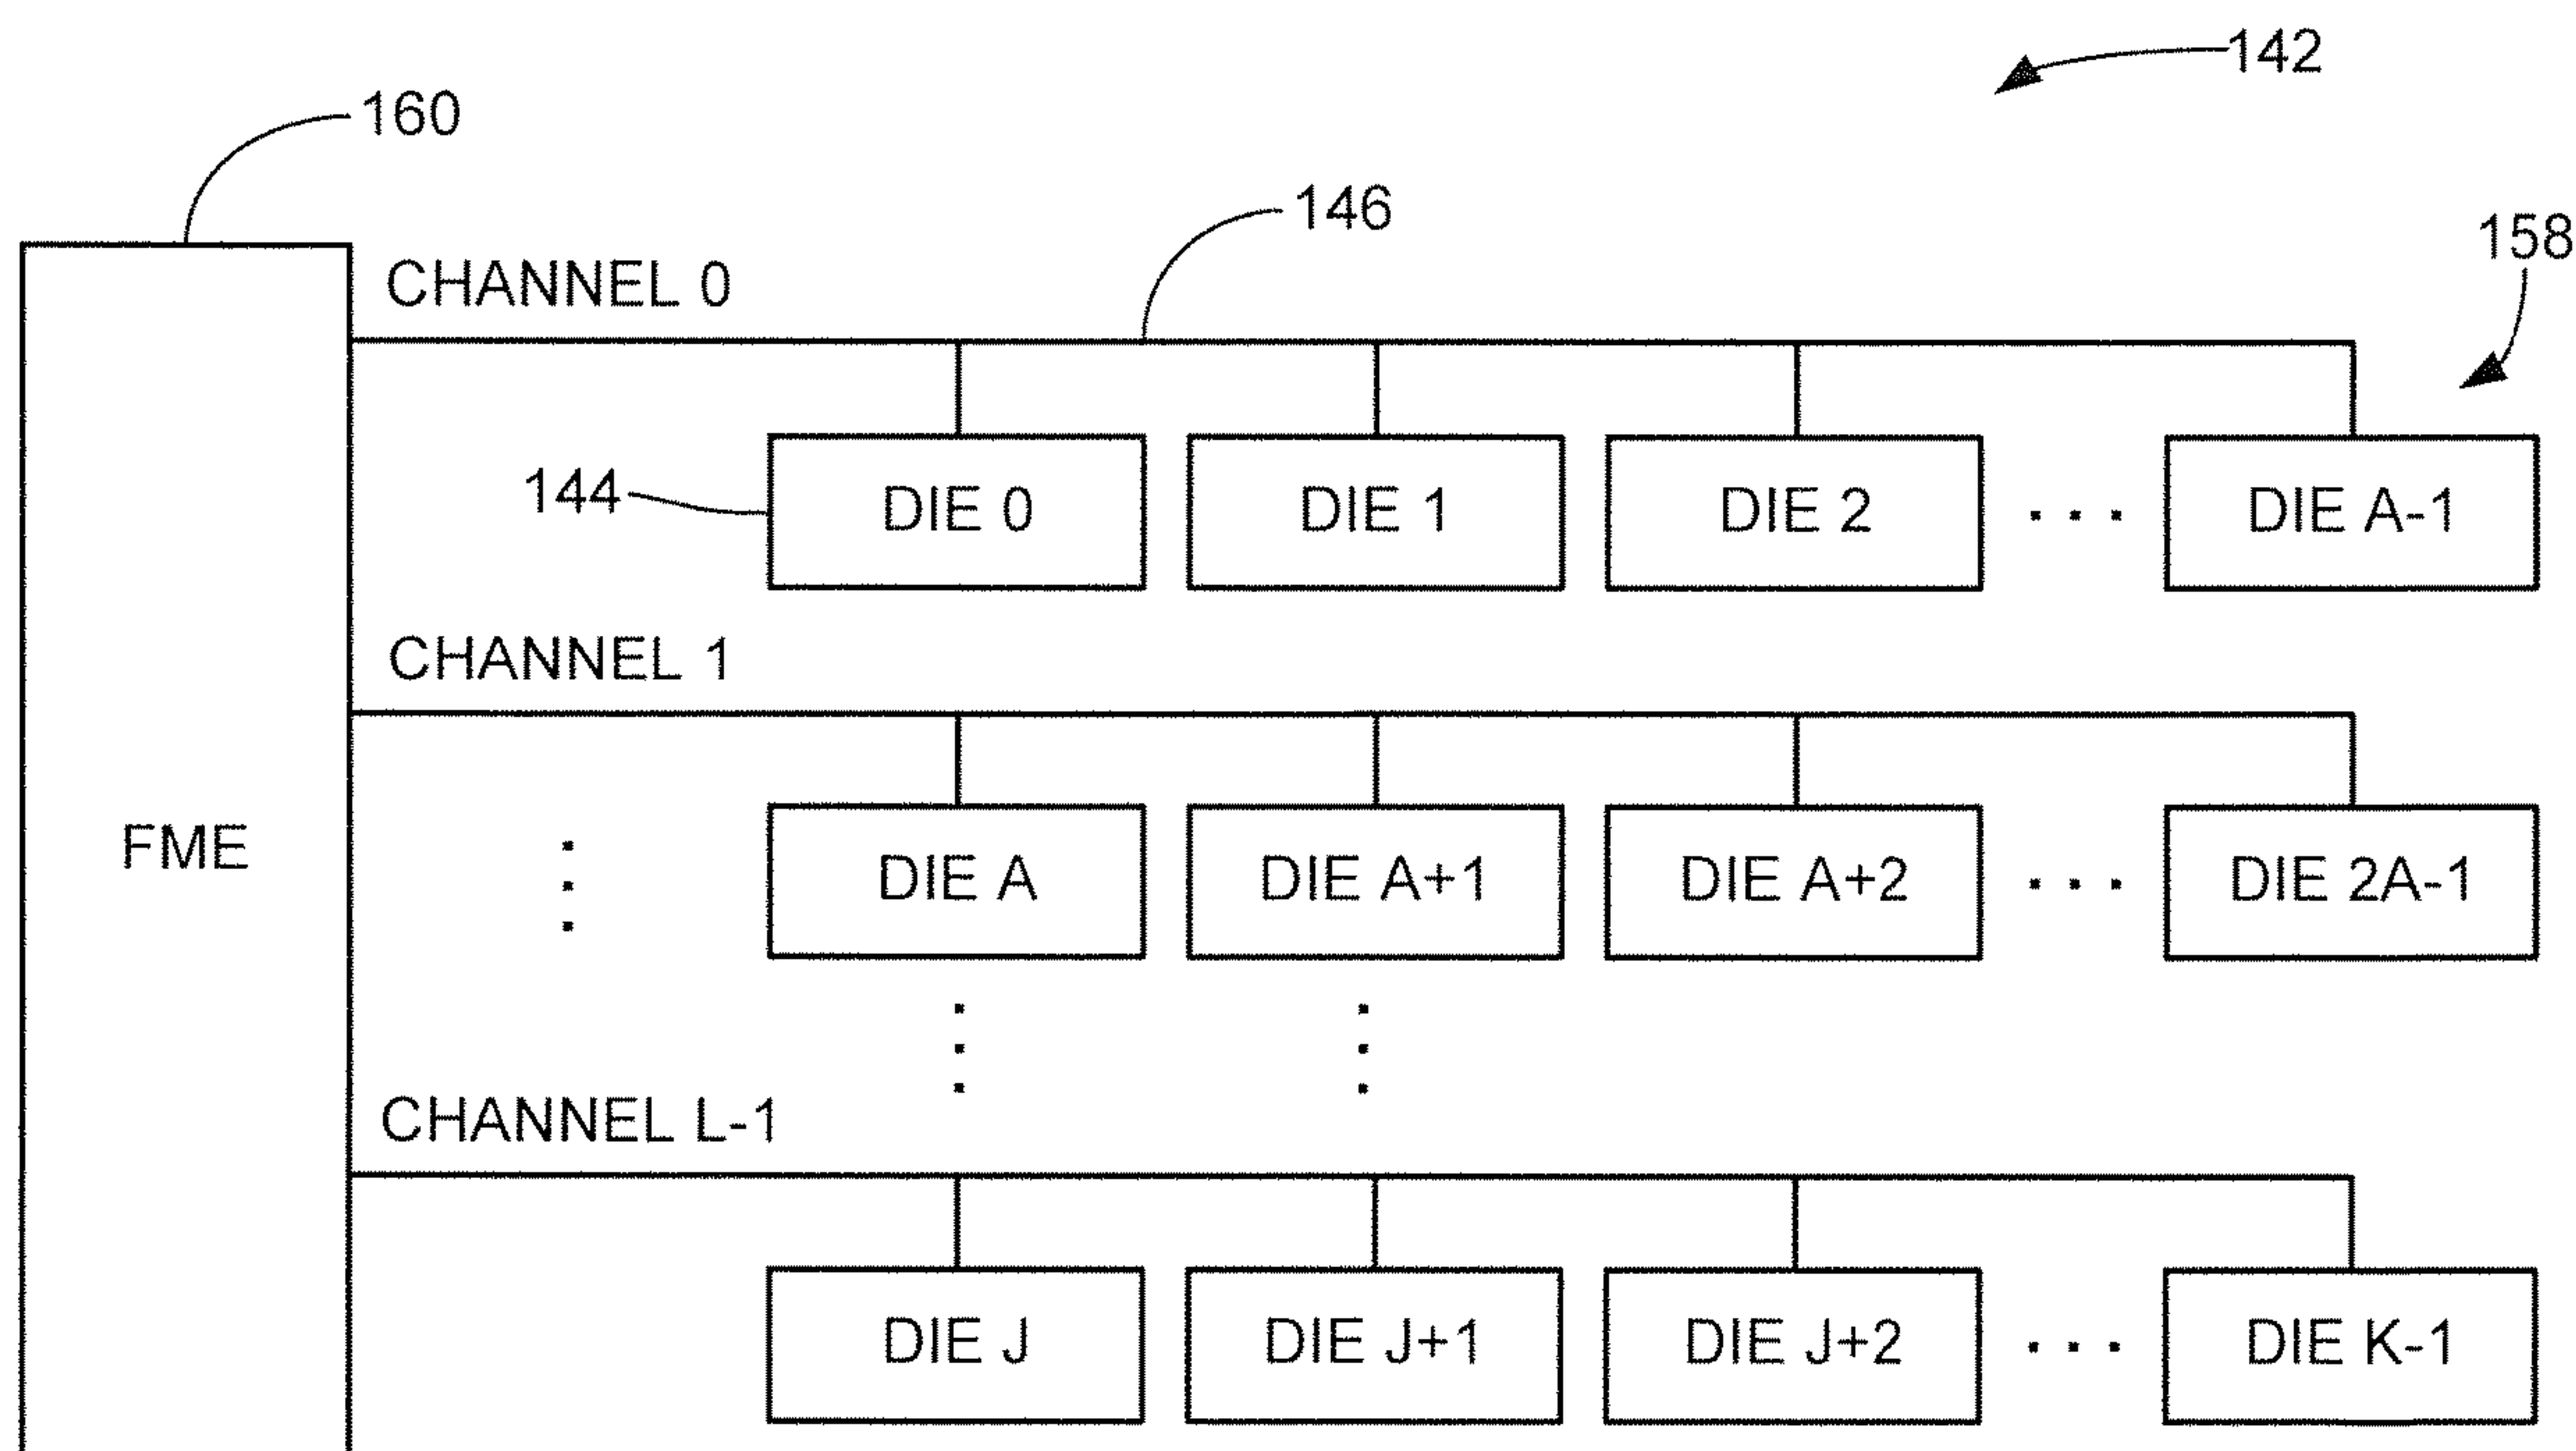 142
160
146
158
CHANNEL 0
144 DIE 0 DIE 1 DIE 2 . . . DIE A-1
CHANNEL 1
FME DIE A DIE A+1 DIE A+2 . . . DIE 2A-1
CHANNEL L-1
DIE J DIE J+1 DIE J+2 . . . DIE K-1